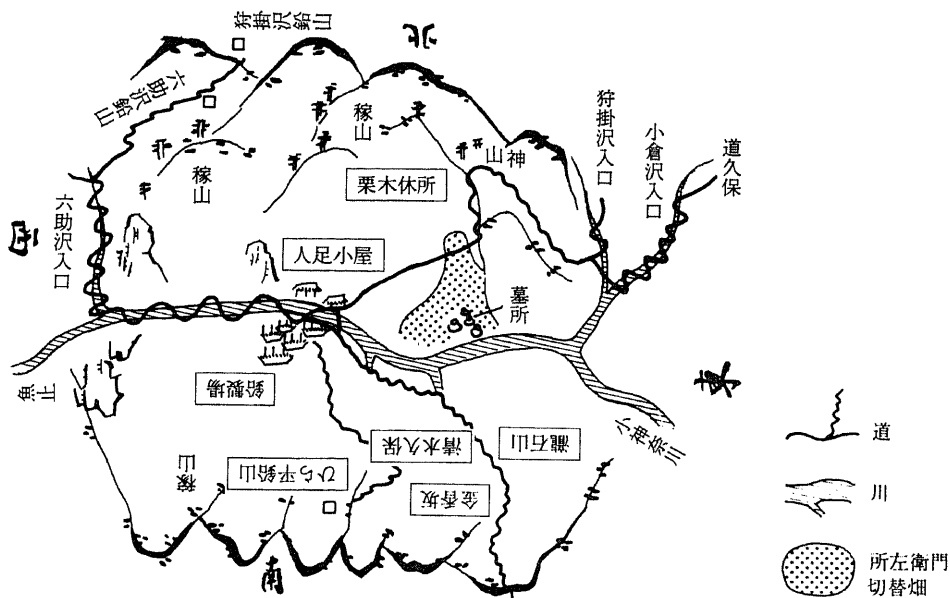 狩掛沢鉛山
北
六助沢鉛山
稼山
稼山
山神
狩掛沢入口
小倉沢入口
道久保
栗木休所
西
六助沢入口
人足小屋
墓所
東
魚止
鉛製場
清水久保
瀧石山
小神奈川
稼山
ひら平鉛山
金香坂
南
道
川
所左衛門
切替畑